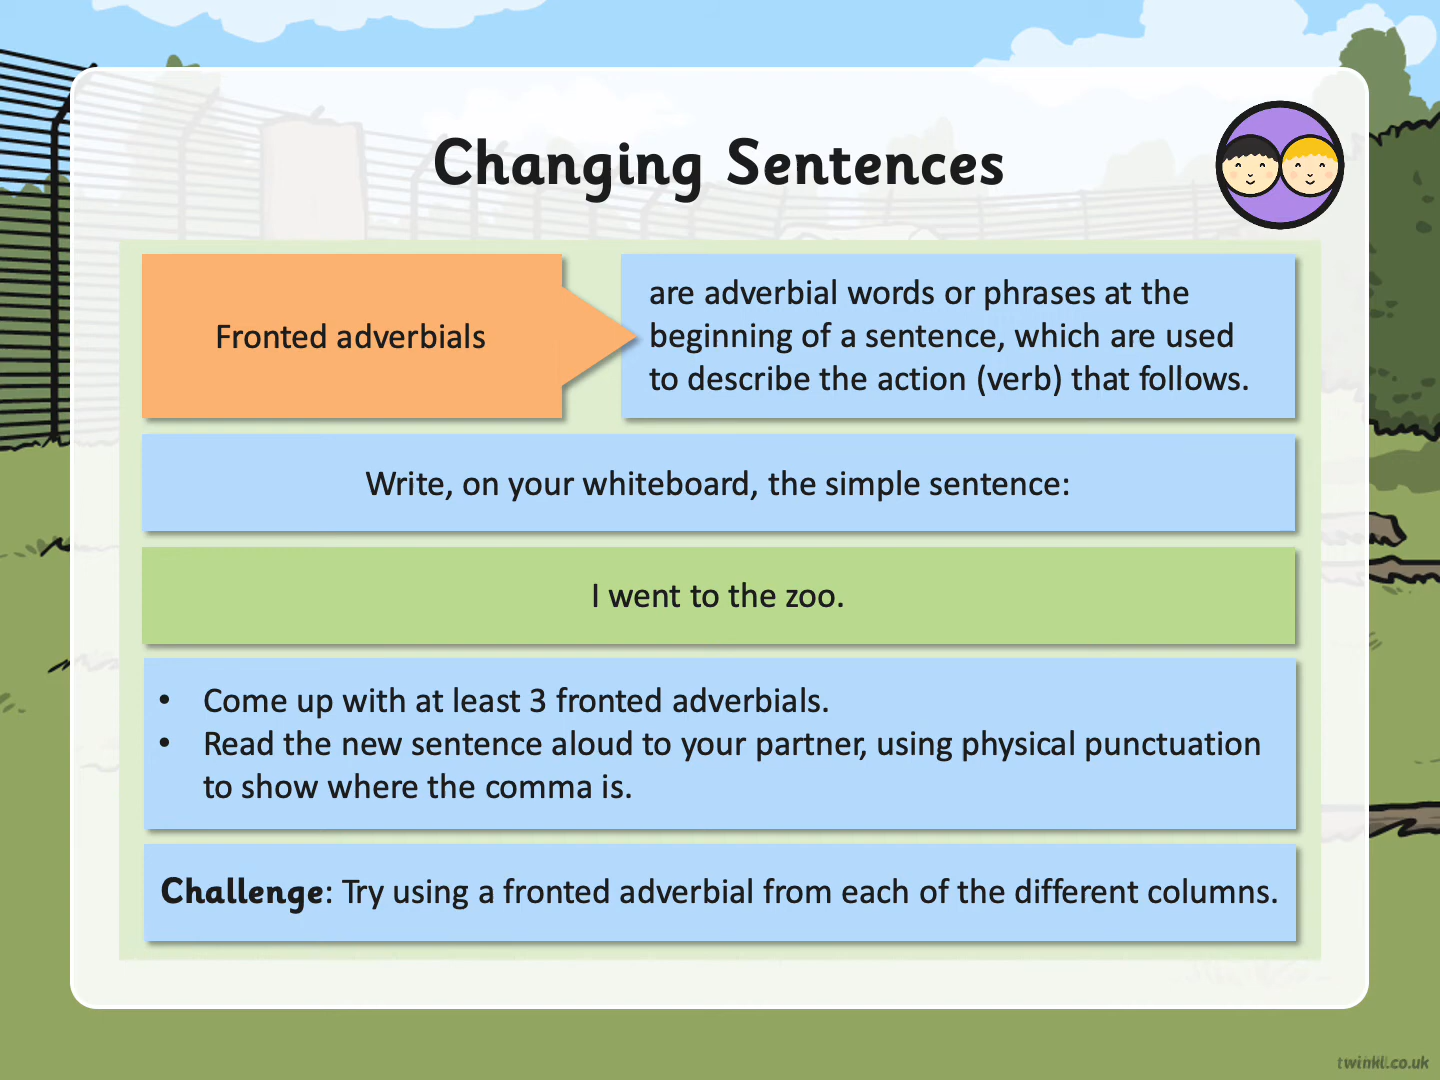 Changing Sentences
Fronted adverbials
are adverbial words or phrases at the
beginning of a sentence, which are used
to describe the action (verb) that follows.
Write, on your whiteboard, the simple sentence:
I went to the zoo.
• Come up with at least 3 fronted adverbials.
• Read the new sentence aloud to your partner, using physical punctuation
to show where the comma is.
Challenge: Try using a fronted adverbial from each of the different columns.
twinkl.co.uk